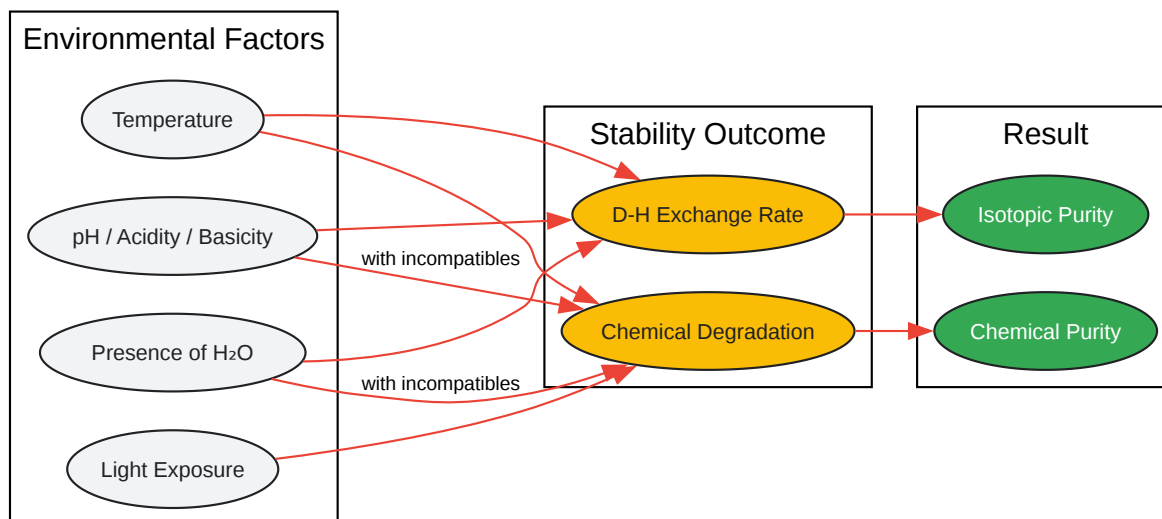 Environmental Factors
Temperature
pH / Acidity / Basicity
Presence of H₂O
Light Exposure
with incompatibles
with incompatibles
Stability Outcome
D-H Exchange Rate
Chemical Degradation
Result
Isotopic Purity
Chemical Purity